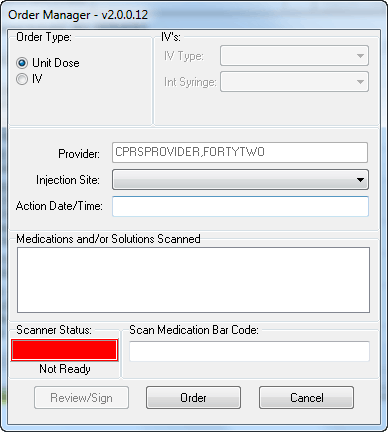 Order Manager - v2.0.0.12
Order Type:
IV's:
Unit Dose
IV
IV Type:
Int Syringe:
Provider:
CPRSPROVIDER,FORTYTWO
Injection Site:
Action Date/Time:
Medications and/or Solutions Scanned
Scanner Status:
Scan Medication Bar Code:
Not Ready
Review/Sign
Order
Cancel